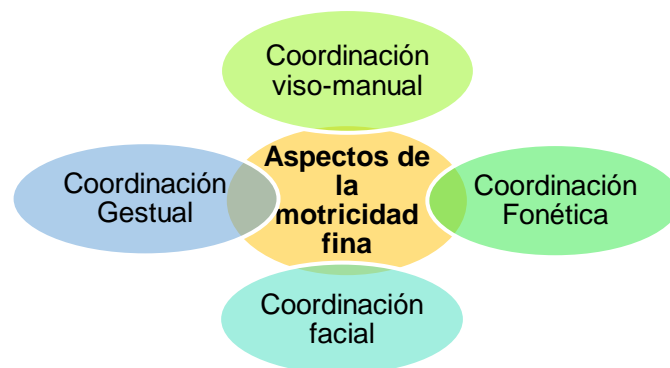 Coordinación
viso-manual
Aspectos de
la
motricidad
fina
Coordinación
Gestual
Coordinación
Fonética
Coordinación
facial